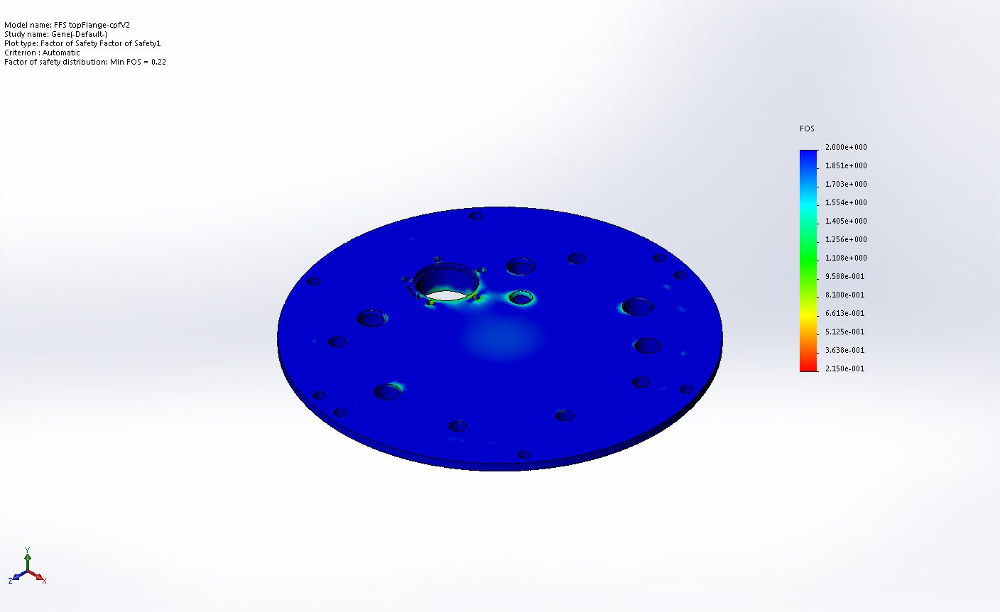 Model name: FFS topFlange-cpfV2
Study name: Gene(-Default-)
Plot type: Factor of Safety Factor of Safety1
Criterion : Automatic
Factor of safety distribution: Min FOS = 0.22
FOS
2.000e+000
1.851e+000
1.703e+000
1.554e+000
1.405e+000
1.256e+000
1.108e+000
9.588e-001
8.100e-001
6.613e-001
5.125e-001
3.638e-001
2.150e-001
Y
Z
X